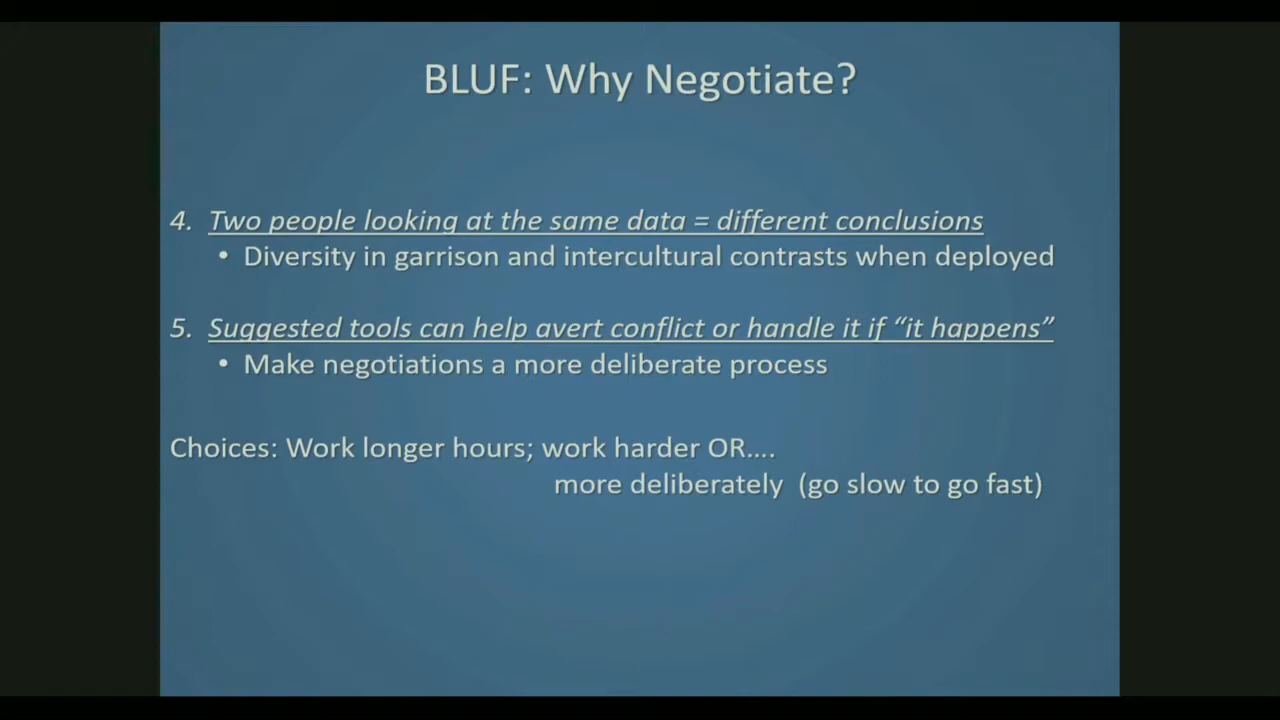 BLUF: Why Negotiate?
4. Two people looking at the same data = different conclusions
• Diversity in garrison and intercultural contrasts when deployed
5. Suggested tools can help avert conflict or handle it if “it happens”
• Make negotiations a more deliberate process
Choices: Work longer hours; work harder OR....
more deliberately (go slow to go fast)